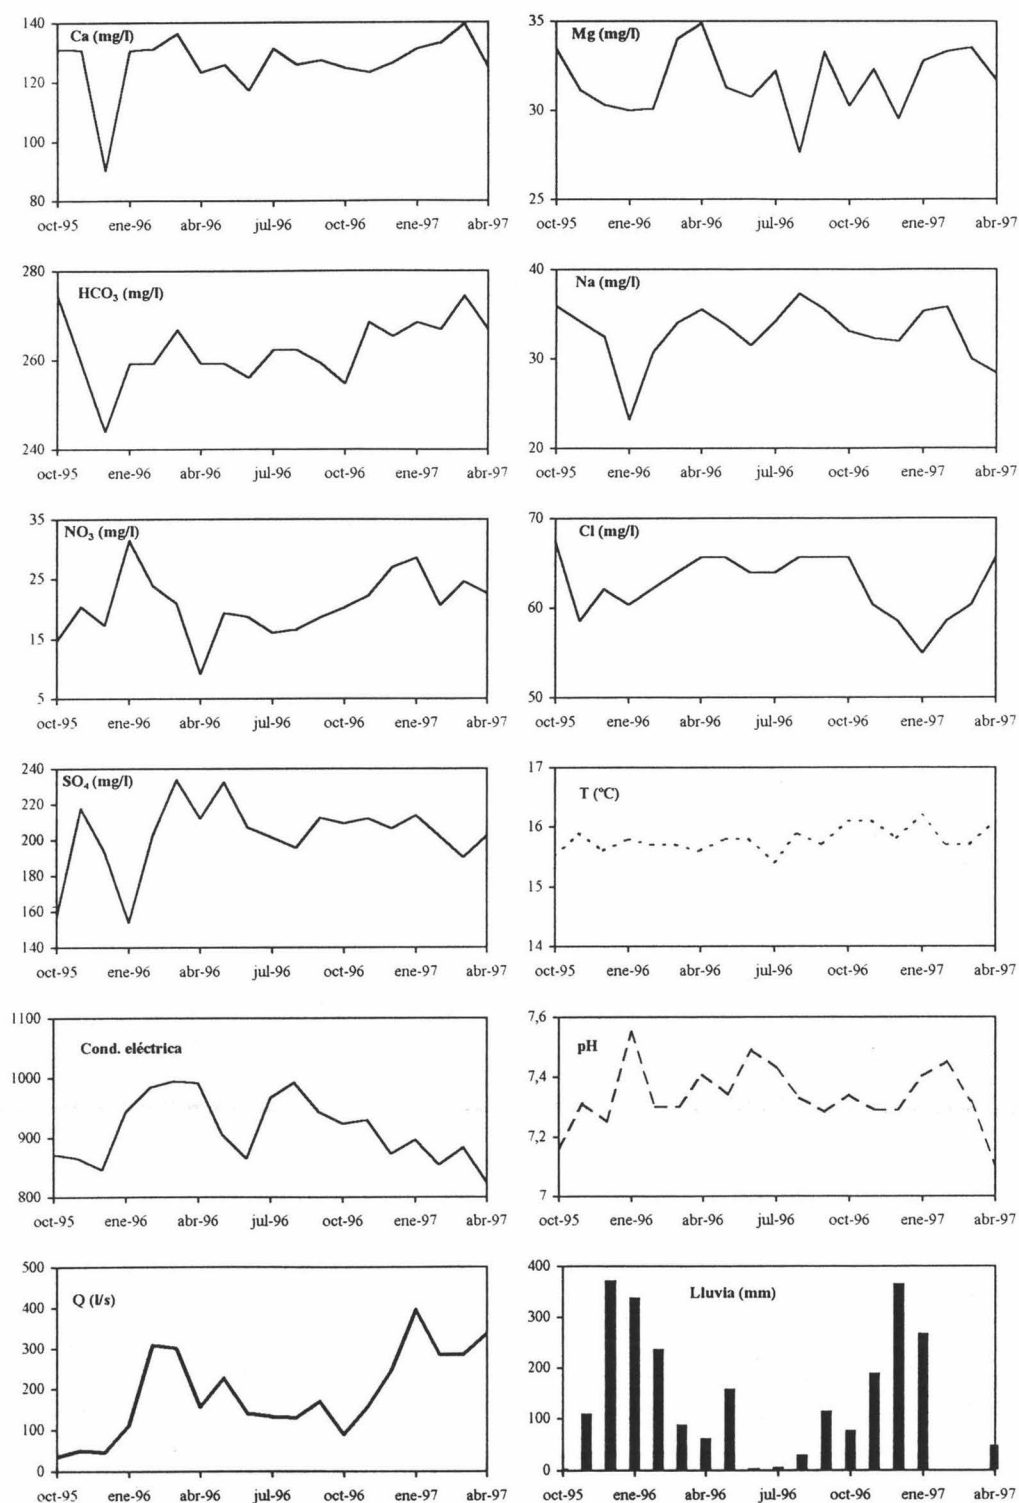 Ca (mg/l)
140
120
100
80
oct-95 ene-96 abr-96 jul-96 oct-96 ene-97 abr-97
Mg (mg/l)
35
30
25
oct-95 ene-96 abr-96 jul-96 oct-96 ene-97 abr-97
HCO₃ (mg/l)
280
260
240
oct-95 ene-96 abr-96 jul-96 oct-96 ene-97 abr-97
Na (mg/l)
40
30
20
oct-95 ene-96 abr-96 jul-96 oct-96 ene-97 abr-97
NO₃ (mg/l)
35
25
15
5
oct-95 ene-96 abr-96 jul-96 oct-96 ene-97 abr-97
Cl (mg/l)
70
60
50
oct-95 ene-96 abr-96 jul-96 oct-96 ene-97 abr-97
SO₄ (mg/l)
240
220
200
180
160
140
oct-95 ene-96 abr-96 jul-96 oct-96 ene-97 abr-97
T (ºC)
17
16
15
14
oct-95 ene-96 abr-96 jul-96 oct-96 ene-97 abr-97
Cond. eléctrica
1100
1000
900
800
oct-95 ene-96 abr-96 jul-96 oct-96 ene-97 abr-97
pH
7,6
7,4
7,2
7
oct-95 ene-96 abr-96 jul-96 oct-96 ene-97 abr-97
Q (l/s)
500
400
300
200
100
0
oct-95 ene-96 abr-96 jul-96 oct-96 ene-97 abr-97
Lluvia (mm)
400
300
200
100
0
oct-95 ene-96 abr-96 jul-96 oct-96 ene-97 abr-97